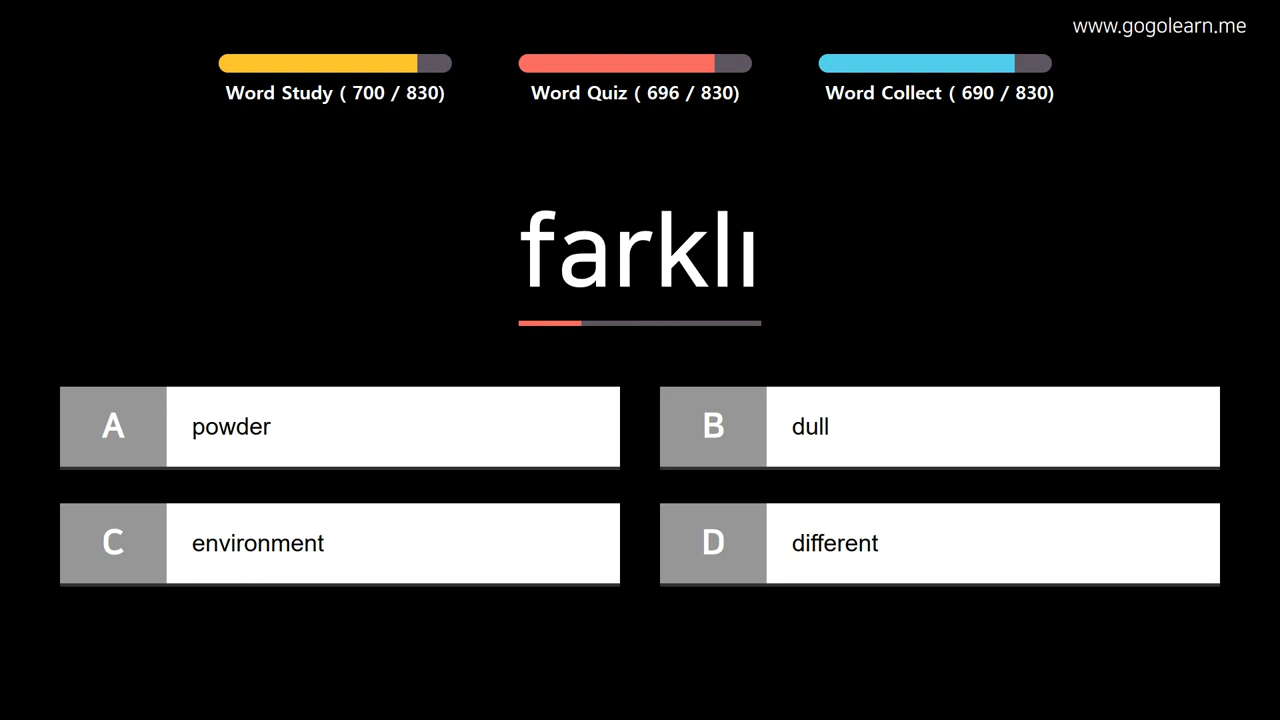 www.gogolearn.me
Word Study ( 700 / 830)
Word Quiz ( 696 / 830)
Word Collect ( 690 / 830)
farklı
A powder
B dull
C environment
D different